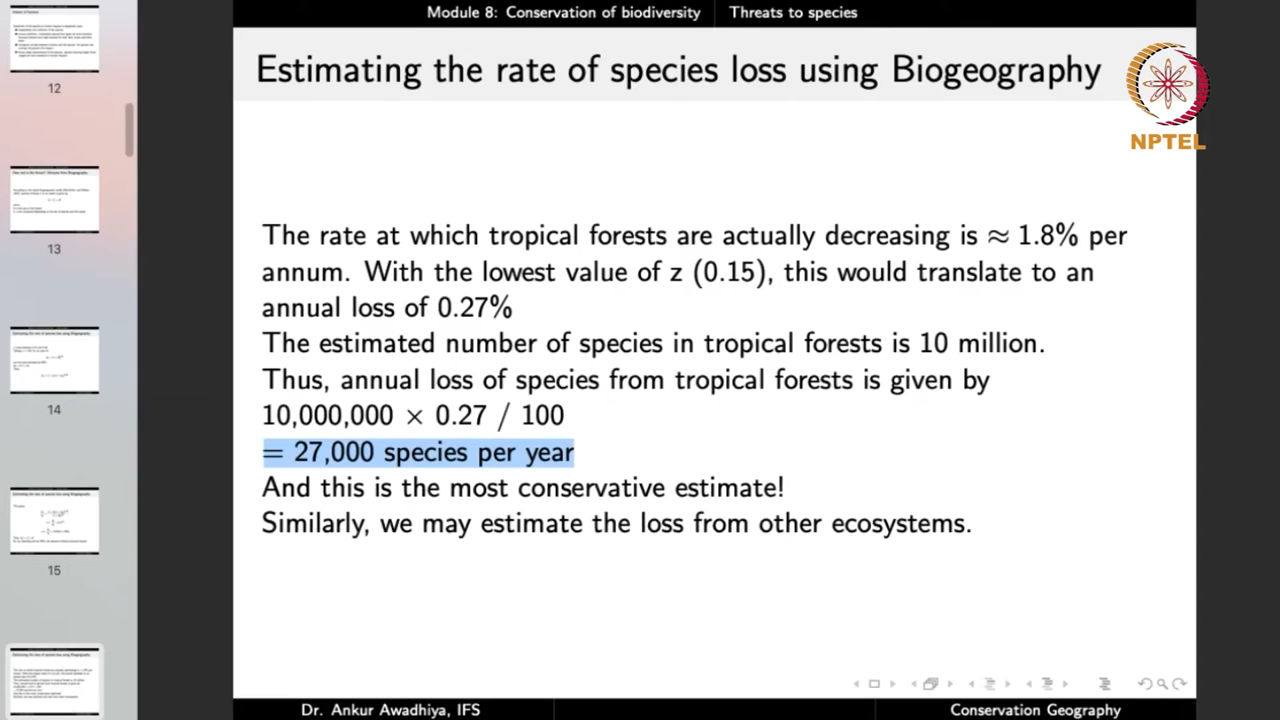 Module 8: Conservation of biodiversity Threats to species
Estimating the rate of species loss using Biogeography
NPTEL
The rate at which tropical forests are actually decreasing is ≈ 1.8% per
annum. With the lowest value of z (0.15), this would translate to an
annual loss of 0.27%
The estimated number of species in tropical forests is 10 million.
Thus, annual loss of species from tropical forests is given by
10,000,000 × 0.27 / 100
= 27,000 species per year
And this is the most conservative estimate!
Similarly, we may estimate the loss from other ecosystems.
Dr. Ankur Awadhiya, IFS Conservation Geography
12
13
14
15